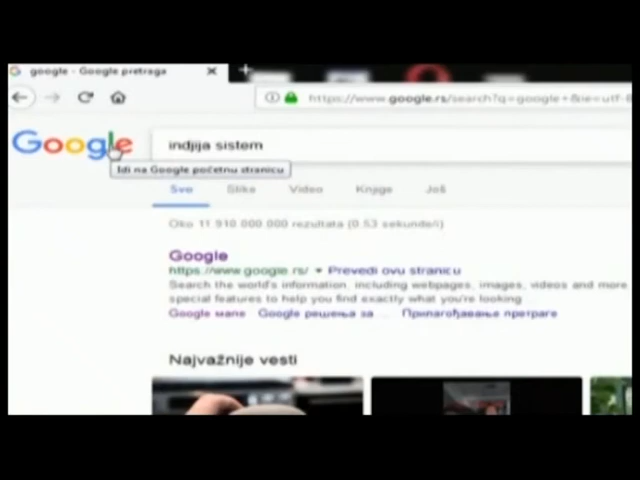 google - Google pretraga
https://www.google.rs/search?q=google+&ie=utf-8
Google
indjija sistem
Idi na Google početnu stranicu
Sve Slike Video Knjige Još
Oko 11.910.000.000 rezultata (0.53 sekunde/i)
Google
https://www.google.rs/ Prevedi ovu stranicu
Search the world's information, including webpages, images, videos and more
special features to help you find exactly what you're looking
Google мапе Google решења за ... Прилагођавање претраге
Najvažnije vesti